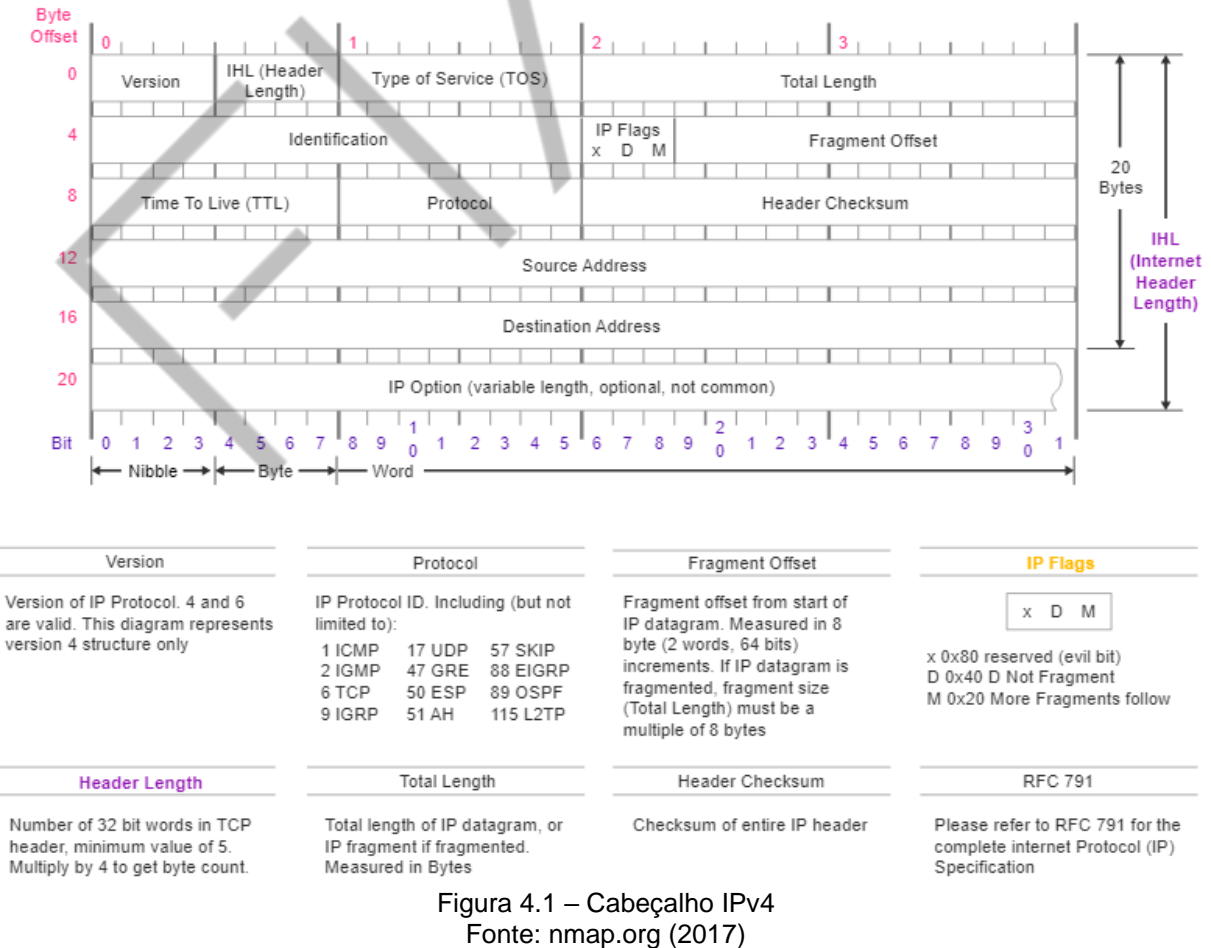 Byte
Offset
0 1 2 3
0 Version IHL (Header Length) Type of Service (TOS) Total Length
4 Identification IP Flags x D M Fragment Offset
8 Time To Live (TTL) Protocol Header Checksum
12 Source Address
16 Destination Address
20 IP Option (variable length, optional, not common)
20
Bytes
IHL
(Internet
Header
Length)
Bit 0 1 2 3 4 5 6 7 8 9 10 1 2 3 4 5 6 7 8 9 20 1 2 3 4 5 6 7 8 9 30 1
Nibble Byte Word
Version
Version of IP Protocol. 4 and 6
are valid. This diagram represents
version 4 structure only
Protocol
IP Protocol ID. Including (but not
limited to):
1 ICMP 17 UDP 57 SKIP
2 IGMP 47 GRE 88 EIGRP
6 TCP 50 ESP 89 OSPF
9 IGRP 51 AH 115 L2TP
Fragment Offset
Fragment offset from start of
IP datagram. Measured in 8
byte (2 words, 64 bits)
increments. If IP datagram is
fragmented, fragment size
(Total Length) must be a
multiple of 8 bytes
IP Flags
x D M
x 0x80 reserved (evil bit)
D 0x40 D Not Fragment
M 0x20 More Fragments follow
Header Length
Number of 32 bit words in TCP
header, minimum value of 5.
Multiply by 4 to get byte count.
Total Length
Total length of IP datagram, or
IP fragment if fragmented.
Measured in Bytes
Header Checksum
Checksum of entire IP header
RFC 791
Please refer to RFC 791 for the
complete internet Protocol (IP)
Specification
Figura 4.1 – Cabeçalho IPv4
Fonte: nmap.org (2017)